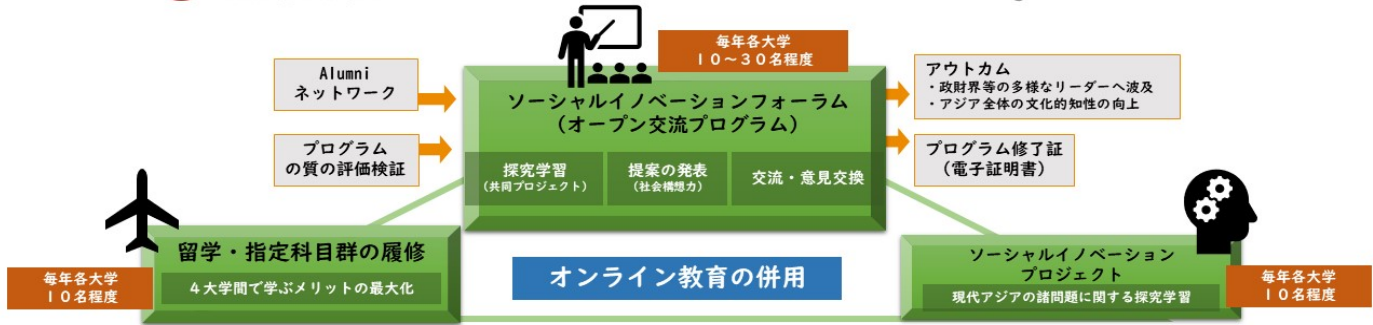 毎年各大学
10～30名程度
Alumni
ネットワーク
プログラム
の質の評価検証
ソーシャルイノベーションフォーラム
（オープン交流プログラム）
探究学習
（共同プロジェクト）
提案の発表
（社会構想力）
交流・意見交換
アウトカム
・政財界等の多様なリーダーへ波及
・アジア全体の文化的知性の向上
プログラム修了証
（電子証明書）
留学・指定科目群の履修
４大学間で学ぶメリットの最大化
毎年各大学
10名程度
オンライン教育の併用
ソーシャルイノベーション
プロジェクト
現代アジアの諸問題に関する探究学習
毎年各大学
10名程度